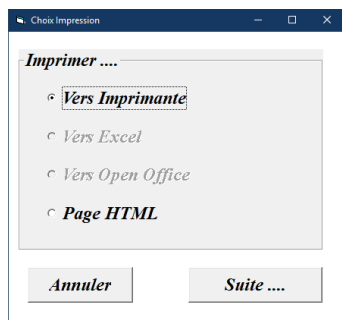 Choix Impression
Imprimer ....
Vers Imprimante
Vers Excel
Vers Open Office
Page HTML
Annuler
Suite ....